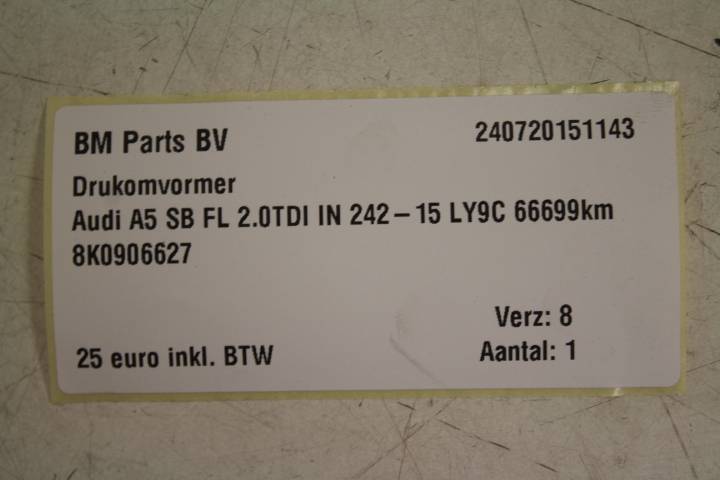 BM Parts BV 240720151143
Drukomvormer
Audi A5 SB FL 2.0TDI IN 242-15 LY9C 66699km
8K0906627
Verz: 8
25 euro inkl. BTW Aantal: 1